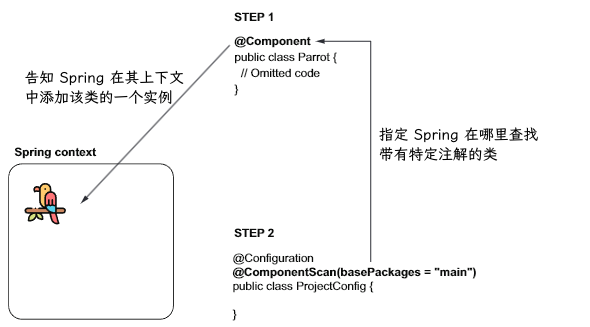 STEP 1
@Component
public class Parrot {
// Omitted code
}
告知 Spring 在其上下文
中添加该类的一个实例
指定 Spring 在哪里查找
带有特定注解的类
Spring context
STEP 2
@Configuration
@ComponentScan(basePackages = "main")
public class ProjectConfig {
}